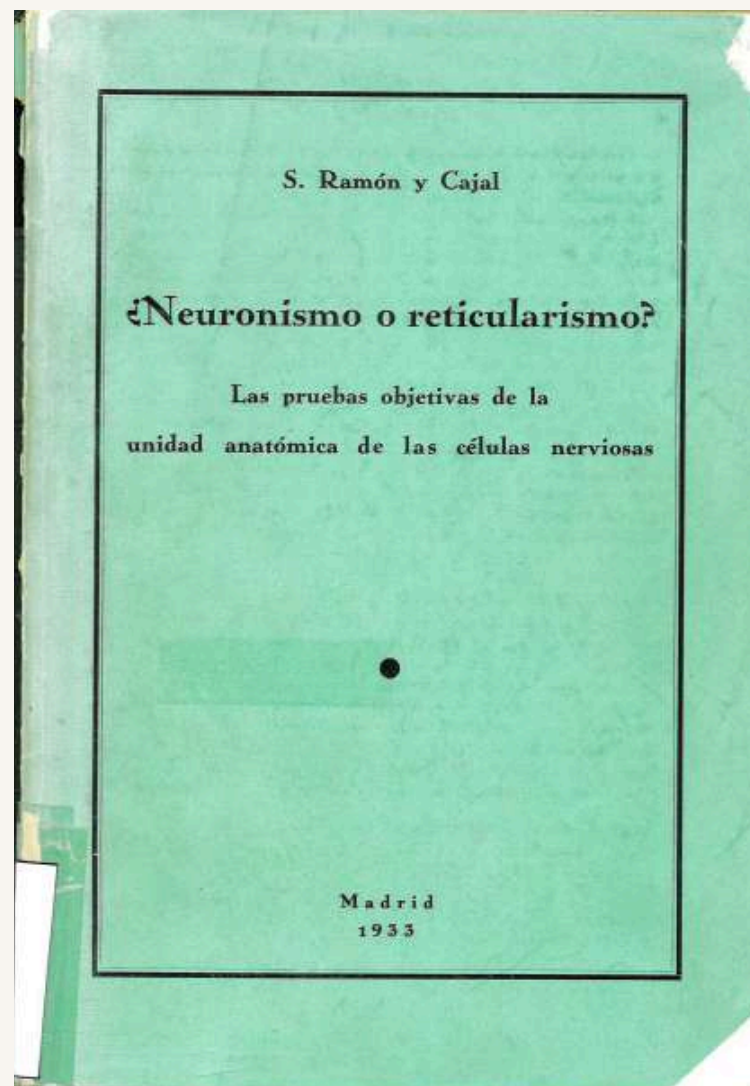 S. Ramón y Cajal
¿Neuronismo o reticularismo?
Las pruebas objetivas de la
unidad anatómica de las células nerviosas
Madrid
1933